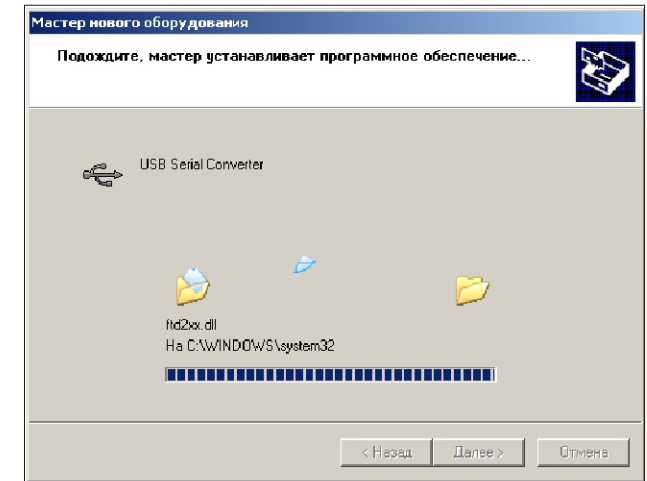 Мастер нового оборудования
Подождите, мастер устанавливает программное обеспечение...
USB Serial Converter
ftd2xx.dll
На C:\WINDOWS\system32
< Назад Далее > Отмена